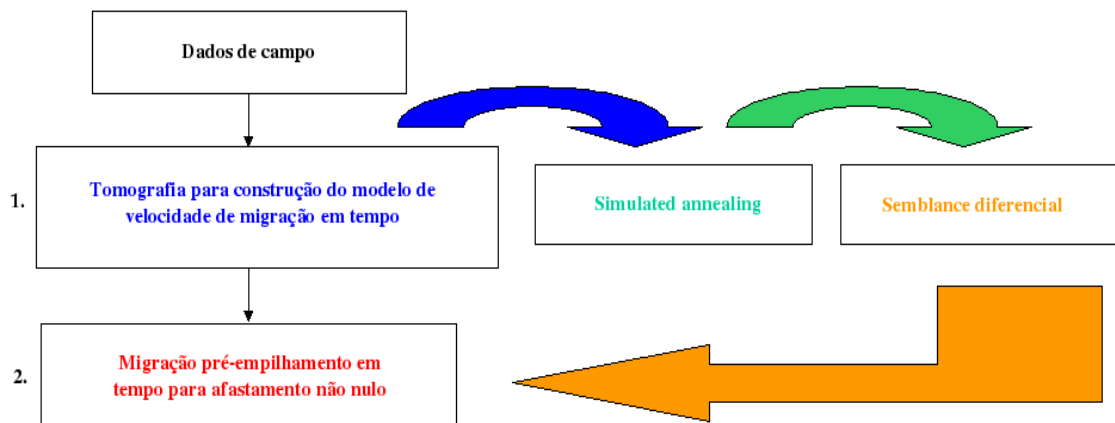 Dados de campo
1.
Tomografia para construção do modelo de
velocidade de migração em tempo
Simulated annealing
Semblance diferencial
2.
Migração pré-empilhamento em
tempo para afastamento não nulo